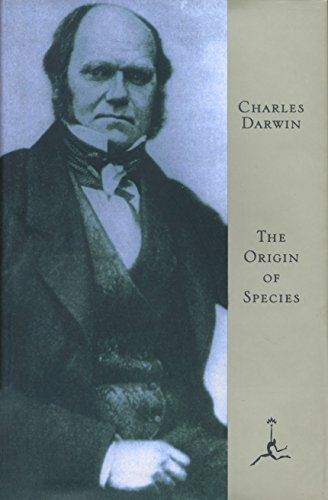 CHARLES
DARWIN
THE
ORIGIN
OF
SPECIES